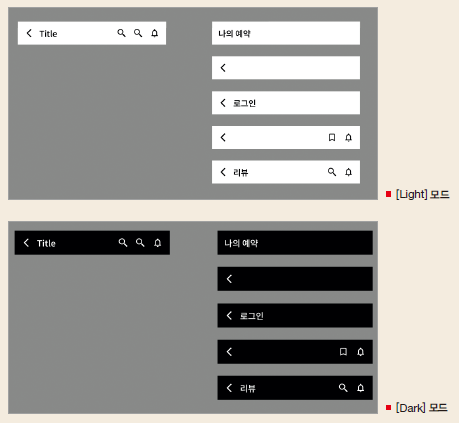 Title
나의 예약
로그인
리뷰
[Light] 모드
Title
나의 예약
로그인
리뷰
[Dark] 모드